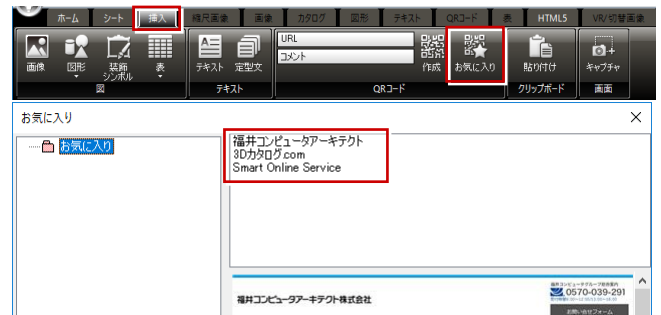 ホーム シート 挿入 縮尺画像 画像 カタログ 図形 テキスト QRコード 表 HTML5 VR/切替画像
画像 図形 装飾シンボル 表 テキスト 定型文 URL コメント 作成 お気に入り 貼り付け キャプチャ
図 テキスト QRコード クリップボード 画面
お気に入り
お気に入り
福井コンピュータアーキテクト
3Dカタログ.com
Smart Online Service
福井コンピュータアーキテクト株式会社
0570-039-291
お問い合せフォーム